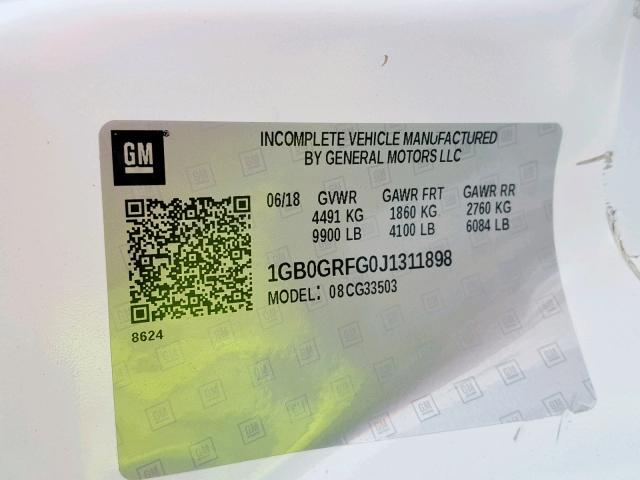 GM
INCOMPLETE VEHICLE MANUFACTURED
BY GENERAL MOTORS LLC
06/18 GVWR GAWR FRT GAWR RR
4491 KG 1860 KG 2760 KG
9900 LB 4100 LB 6084 LB
1GB0GRFG0J1311898
MODEL: 08CG33503
8624